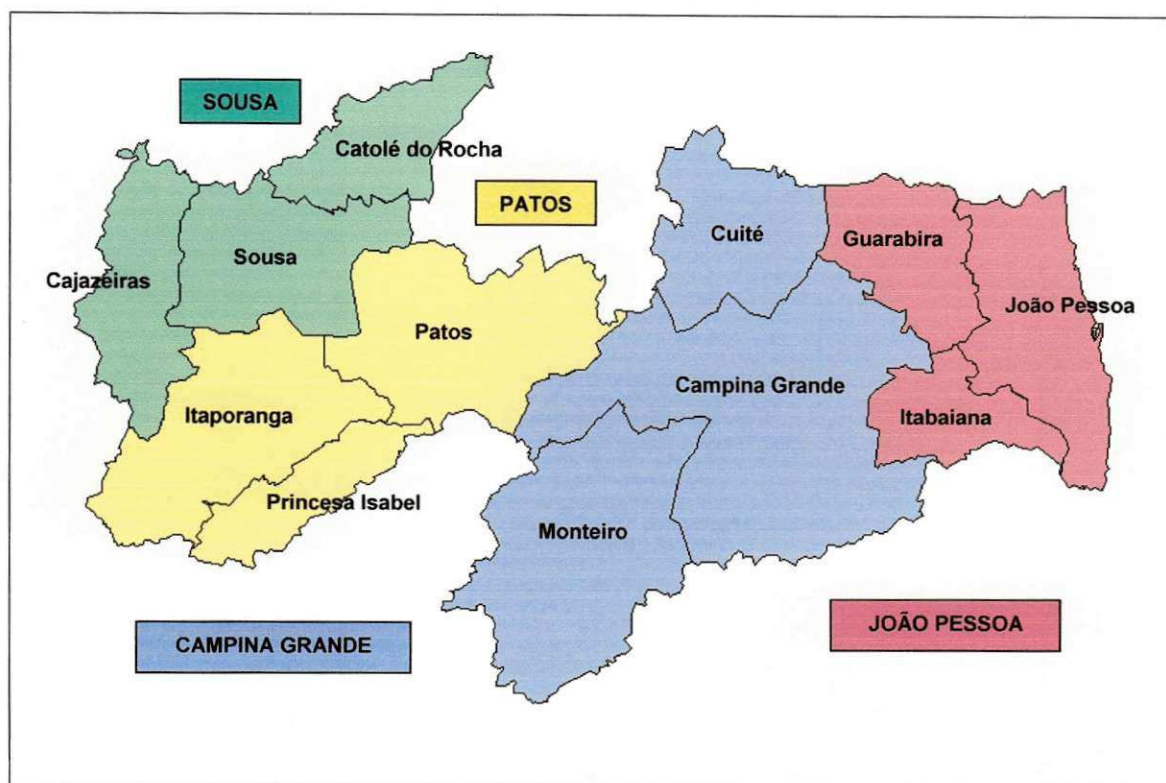 SOUSA
Catolé do Rocha
PATOS
Cuité
Guarabira
Sousa
Cajazeiras
João Pessoa
Patos
Campina Grande
Itaporanga
Itabaiana
Princesa Isabel
Monteiro
JOÃO PESSOA
CAMPINA GRANDE